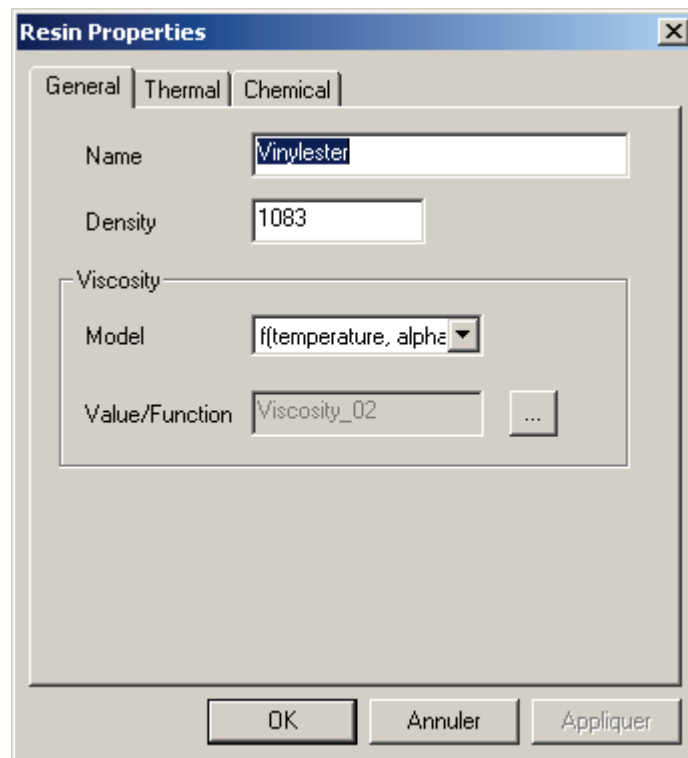 Resin Properties
General Thermal Chemical
Name Vinylester
Density 1083
Viscosity
Model f(temperature, alpha
Value/Function Viscosity_02 ...
OK Annuler Appliquer